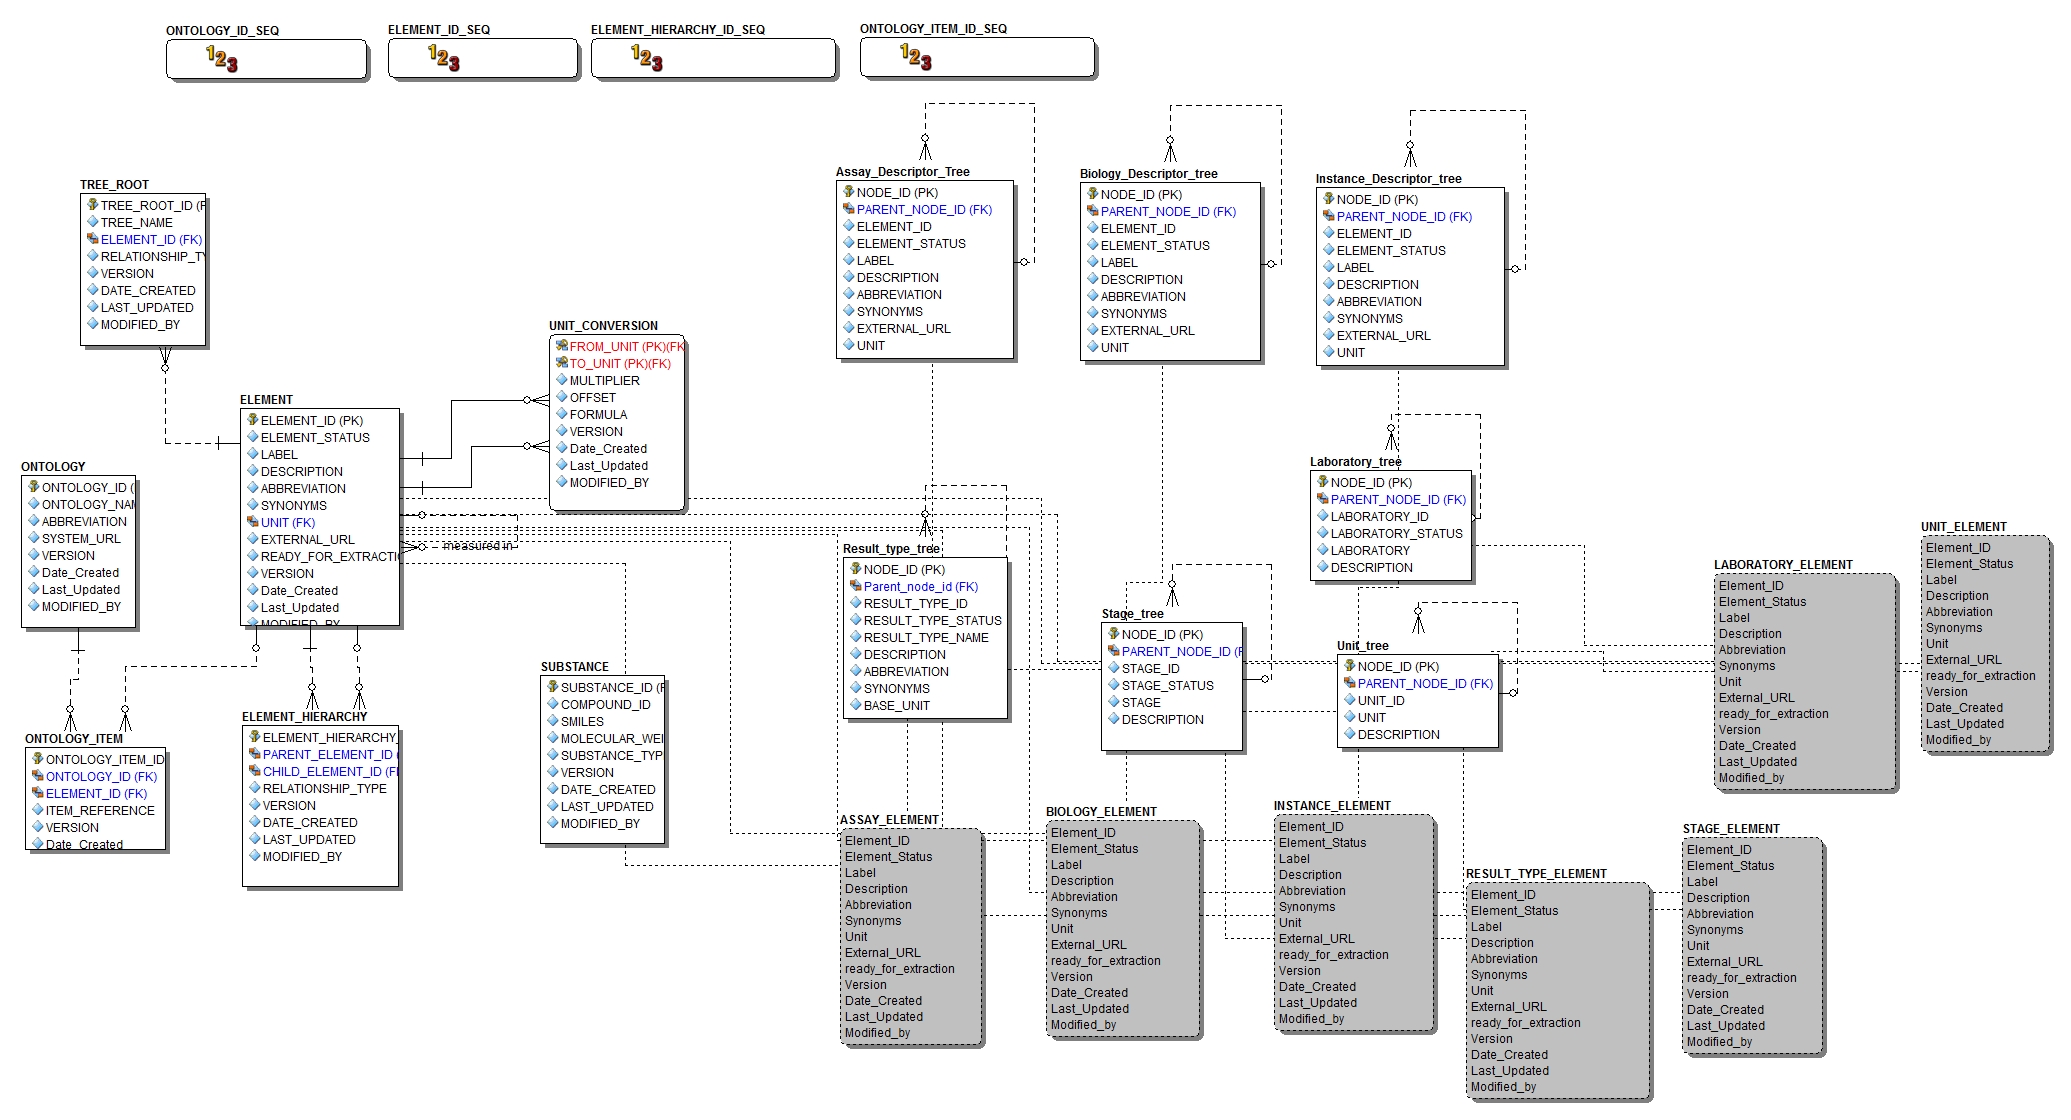 ONTOLOGY_ID_SEQ
123
ELEMENT_ID_SEQ
123
ELEMENT_HIERARCHY_ID_SEQ
123
ONTOLOGY_ITEM_ID_SEQ
123
TREE_ROOT
TREE_ROOT_ID (F
TREE_NAME
ELEMENT_ID (FK)
RELATIONSHIP_TY
VERSION
DATE_CREATED
LAST_UPDATED
MODIFIED_BY
ELEMENT
ELEMENT_ID (PK)
ELEMENT_STATUS
LABEL
DESCRIPTION
ABBREVIATION
SYNONYMS
UNIT (FK)
EXTERNAL_URL
READY_FOR_EXTRACTIO
VERSION
Date_Created
Last_Updated
MODIFIED_BY
measured in
UNIT_CONVERSION
FROM_UNIT (PK)(FK
TO_UNIT (PK)(FK)
MULTIPLIER
OFFSET
FORMULA
VERSION
Date_Created
Last_Updated
MODIFIED_BY
ONTOLOGY
ONTOLOGY_ID (
ONTOLOGY_NAM
ABBREVIATION
SYSTEM_URL
VERSION
Date_Created
Last_Updated
MODIFIED_BY
ONTOLOGY_ITEM
ONTOLOGY_ITEM_ID
ONTOLOGY_ID (FK)
ELEMENT_ID (FK)
ITEM_REFERENCE
VERSION
Date_Created
ELEMENT_HIERARCHY
ELEMENT_HIERARCHY_
PARENT_ELEMENT_ID (
CHILD_ELEMENT_ID (FI
RELATIONSHIP_TYPE
VERSION
DATE_CREATED
LAST_UPDATED
MODIFIED_BY
SUBSTANCE
SUBSTANCE_ID (F
COMPOUND_ID
SMILES
MOLECULAR_WEI
SUBSTANCE_TYP
VERSION
DATE_CREATED
LAST_UPDATED
MODIFIED_BY
Assay_Descriptor_Tree
NODE_ID (PK)
PARENT_NODE_ID (FK)
ELEMENT_ID
ELEMENT_STATUS
LABEL
DESCRIPTION
ABBREVIATION
SYNONYMS
EXTERNAL_URL
UNIT
Biology_Descriptor_tree
NODE_ID (PK)
PARENT_NODE_ID (FK)
ELEMENT_ID
ELEMENT_STATUS
LABEL
DESCRIPTION
ABBREVIATION
SYNONYMS
EXTERNAL_URL
UNIT
Instance_Descriptor_tree
NODE_ID (PK)
PARENT_NODE_ID (FK)
ELEMENT_ID
ELEMENT_STATUS
LABEL
DESCRIPTION
ABBREVIATION
SYNONYMS
EXTERNAL_URL
UNIT
Laboratory_tree
NODE_ID (PK)
PARENT_NODE_ID (FK)
LABORATORY_ID
LABORATORY_STATUS
LABORATORY
DESCRIPTION
Result_type_tree
NODE_ID (PK)
Parent_node_id (FK)
RESULT_TYPE_ID
RESULT_TYPE_STATUS
RESULT_TYPE_NAME
DESCRIPTION
ABBREVIATION
SYNONYMS
BASE_UNIT
Stage_tree
NODE_ID (PK)
PARENT_NODE_ID (F
STAGE_ID
STAGE_STATUS
STAGE
DESCRIPTION
Unit_tree
NODE_ID (PK)
PARENT_NODE_ID (FK)
UNIT_ID
UNIT
DESCRIPTION
LABORATORY_ELEMENT
Element_ID
Element_Status
Label
Description
Abbreviation
Synonyms
Unit
External_URL
ready_for_extraction
Version
Date_Created
Last_Updated
Modified_by
UNIT_ELEMENT
Element_ID
Element_Status
Label
Description
Abbreviation
Synonyms
Unit
External_URL
ready_for_extraction
Version
Date_Created
Last_Updated
Modified_by
ASSAY_ELEMENT
Element_ID
Element_Status
Label
Description
Abbreviation
Synonyms
Unit
External_URL
ready_for_extraction
Version
Date_Created
Last_Updated
Modified_by
BIOLOGY_ELEMENT
Element_ID
Element_Status
Label
Description
Abbreviation
Synonyms
Unit
External_URL
ready_for_extraction
Version
Date_Created
Last_Updated
Modified_by
INSTANCE_ELEMENT
Element_ID
Element_Status
Label
Description
Abbreviation
Synonyms
Unit
External_URL
ready_for_extraction
Version
Date_Created
Last_Updated
Modified_by
RESULT_TYPE_ELEMENT
Element_ID
Element_Status
Label
Description
Abbreviation
Synonyms
Unit
External_URL
ready_for_extraction
Version
Date_Created
Last_Updated
Modified_by
STAGE_ELEMENT
Element_ID
Element_Status
Label
Description
Abbreviation
Synonyms
Unit
External_URL
ready_for_extraction
Version
Date_Created
Last_Updated
Modified_by